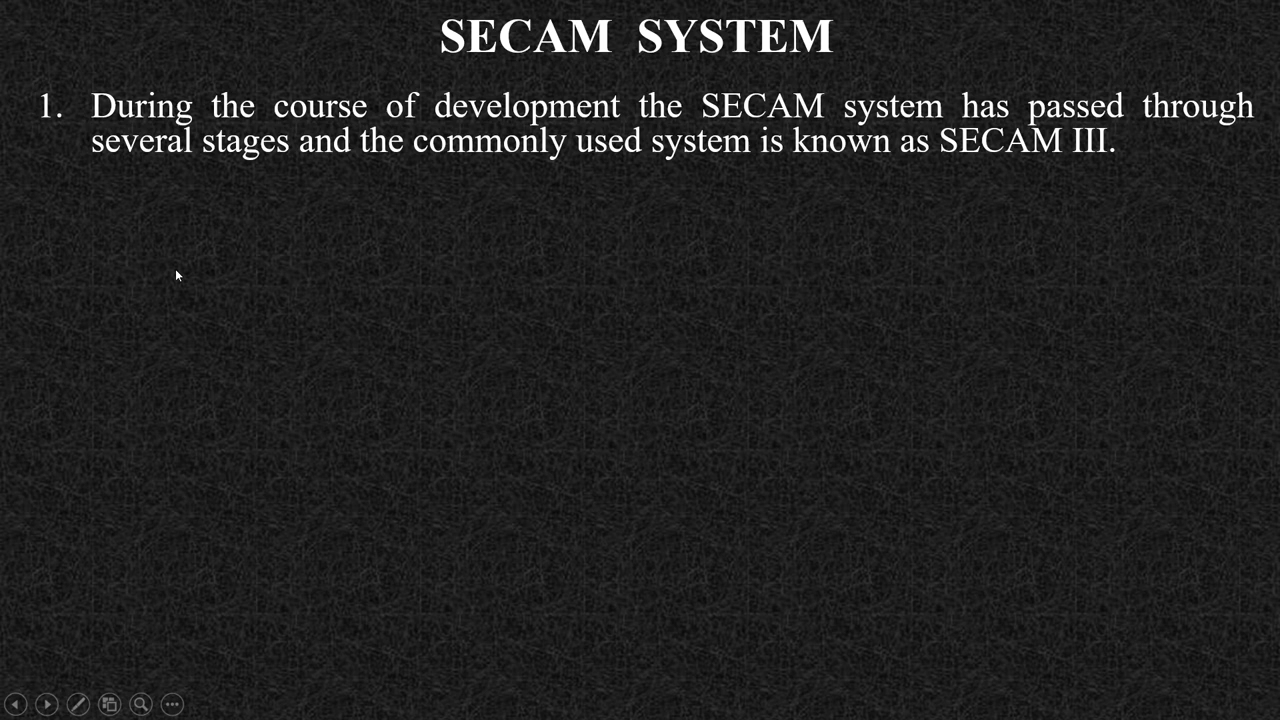 SECAM SYSTEM
1. During the course of development the SECAM system has passed through
several stages and the commonly used system is known as SECAM III.